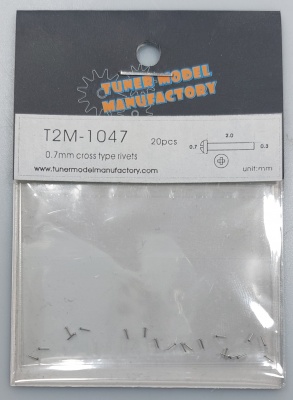 TUNER MODEL
MANUFACTORY
T2M-1047
20pcs
0.7mm cross type rivets
www.tunermodelmanufactory.com
2.0
0.7
0.3
unit:mm